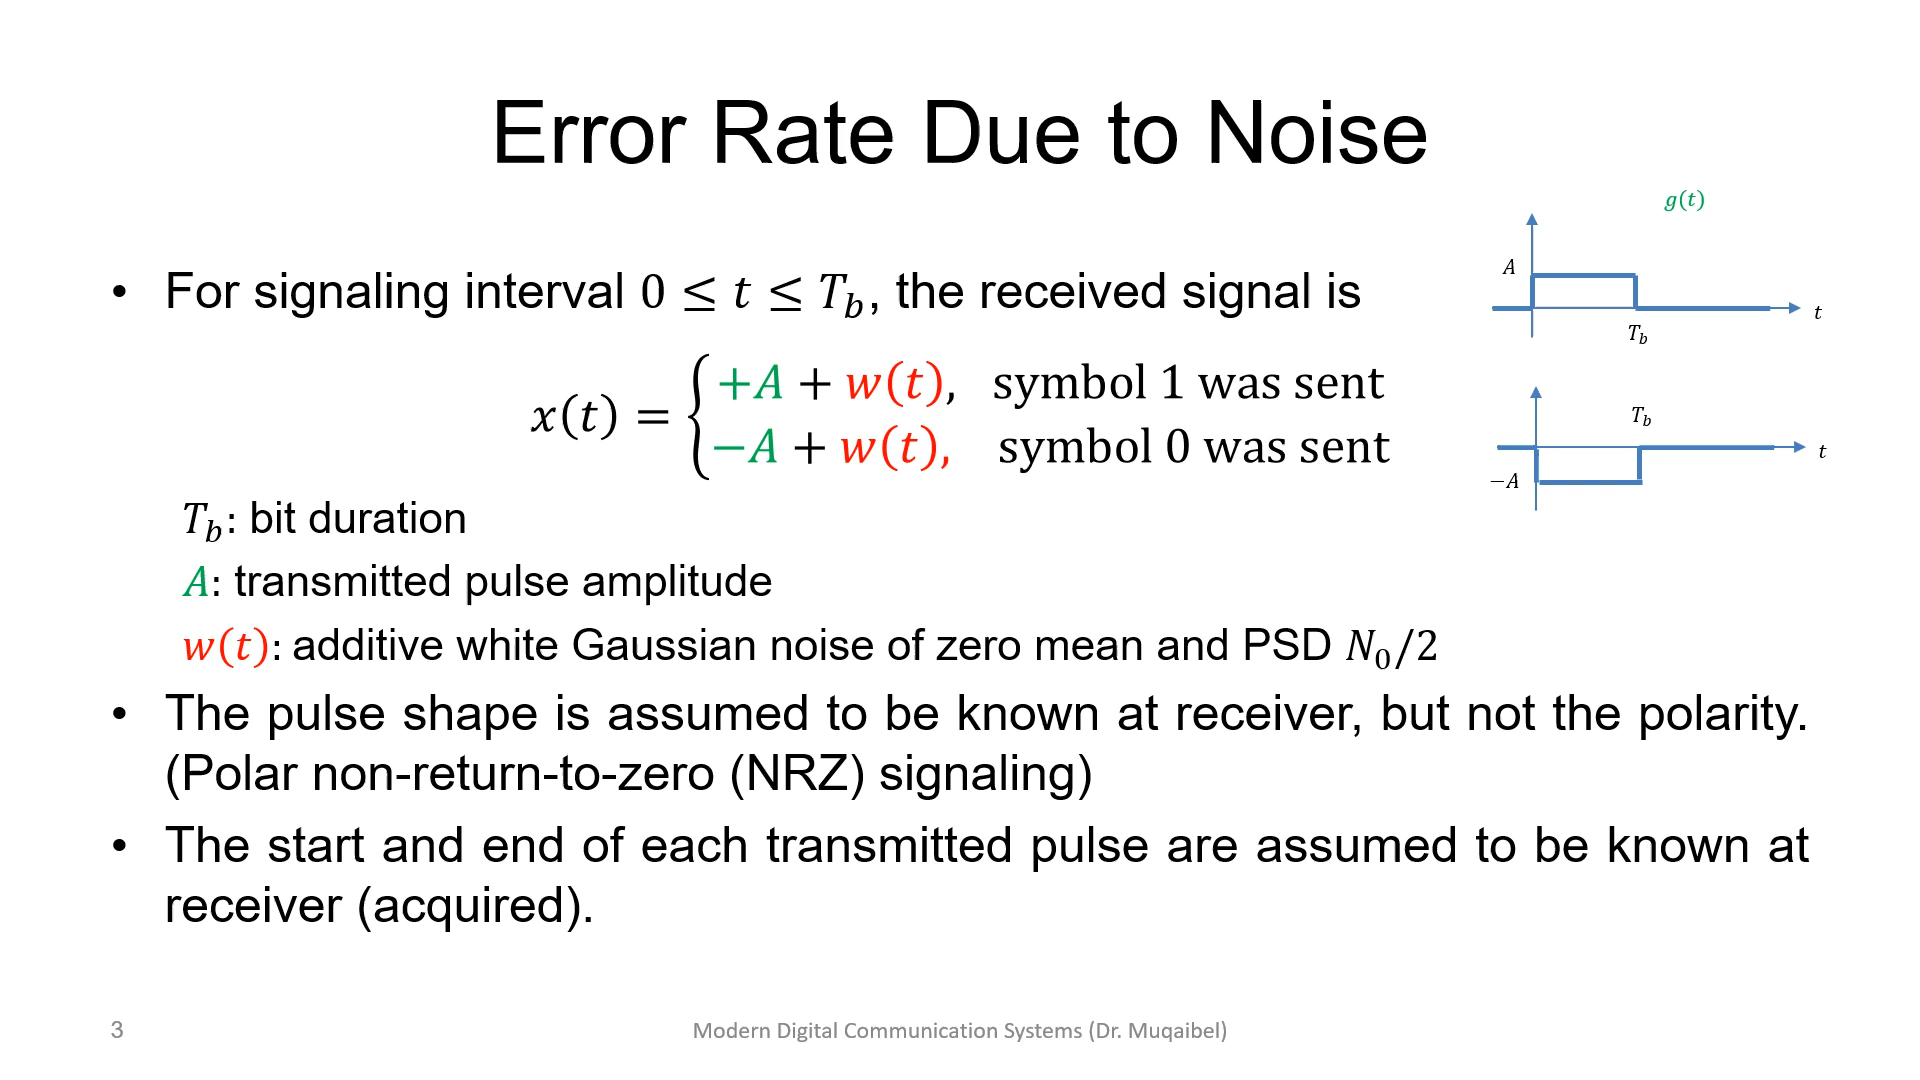 Error Rate Due to Noise
g(t)
• For signaling interval 0 ≤ t ≤ T_b, the received signal is
A
t
T_b
x(t) = { +A + w(t), symbol 1 was sent
−A + w(t), symbol 0 was sent
T_b
t
−A
T_b: bit duration
A: transmitted pulse amplitude
w(t): additive white Gaussian noise of zero mean and PSD N_0/2
• The pulse shape is assumed to be known at receiver, but not the polarity.
(Polar non-return-to-zero (NRZ) signaling)
• The start and end of each transmitted pulse are assumed to be known at
receiver (acquired).
3
Modern Digital Communication Systems (Dr. Muqaibel)